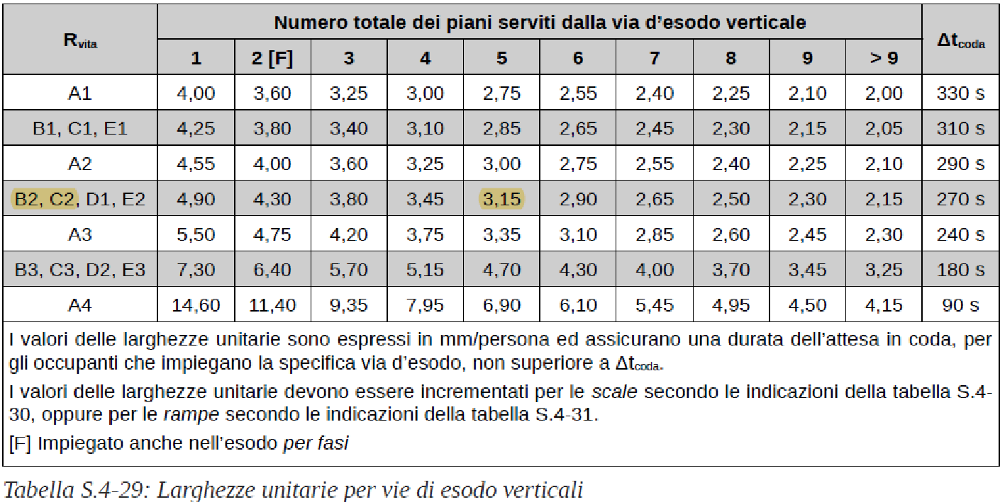 Rvita Numero totale dei piani serviti dalla via d’esodo verticale Δtcoda
1 2 [F] 3 4 5 6 7 8 9 > 9
A1 4,00 3,60 3,25 3,00 2,75 2,55 2,40 2,25 2,10 2,00 330 s
B1, C1, E1 4,25 3,80 3,40 3,10 2,85 2,65 2,45 2,30 2,15 2,05 310 s
A2 4,55 4,00 3,60 3,25 3,00 2,75 2,55 2,40 2,25 2,10 290 s
B2, C2, D1, E2 4,90 4,30 3,80 3,45 3,15 2,90 2,65 2,50 2,30 2,15 270 s
A3 5,50 4,75 4,20 3,75 3,35 3,10 2,85 2,60 2,45 2,30 240 s
B3, C3, D2, E3 7,30 6,40 5,70 5,15 4,70 4,30 4,00 3,70 3,45 3,25 180 s
A4 14,60 11,40 9,35 7,95 6,90 6,10 5,45 4,95 4,50 4,15 90 s
I valori delle larghezze unitarie sono espressi in mm/persona ed assicurano una durata dell’attesa in coda, per
gli occupanti che impiegano la specifica via d’esodo, non superiore a Δtcoda.
I valori delle larghezze unitarie devono essere incrementati per le scale secondo le indicazioni della tabella S.4-
30, oppure per le rampe secondo le indicazioni della tabella S.4-31.
[F] Impiegato anche nell’esodo per fasi
Tabella S.4-29: Larghezze unitarie per vie di esodo verticali